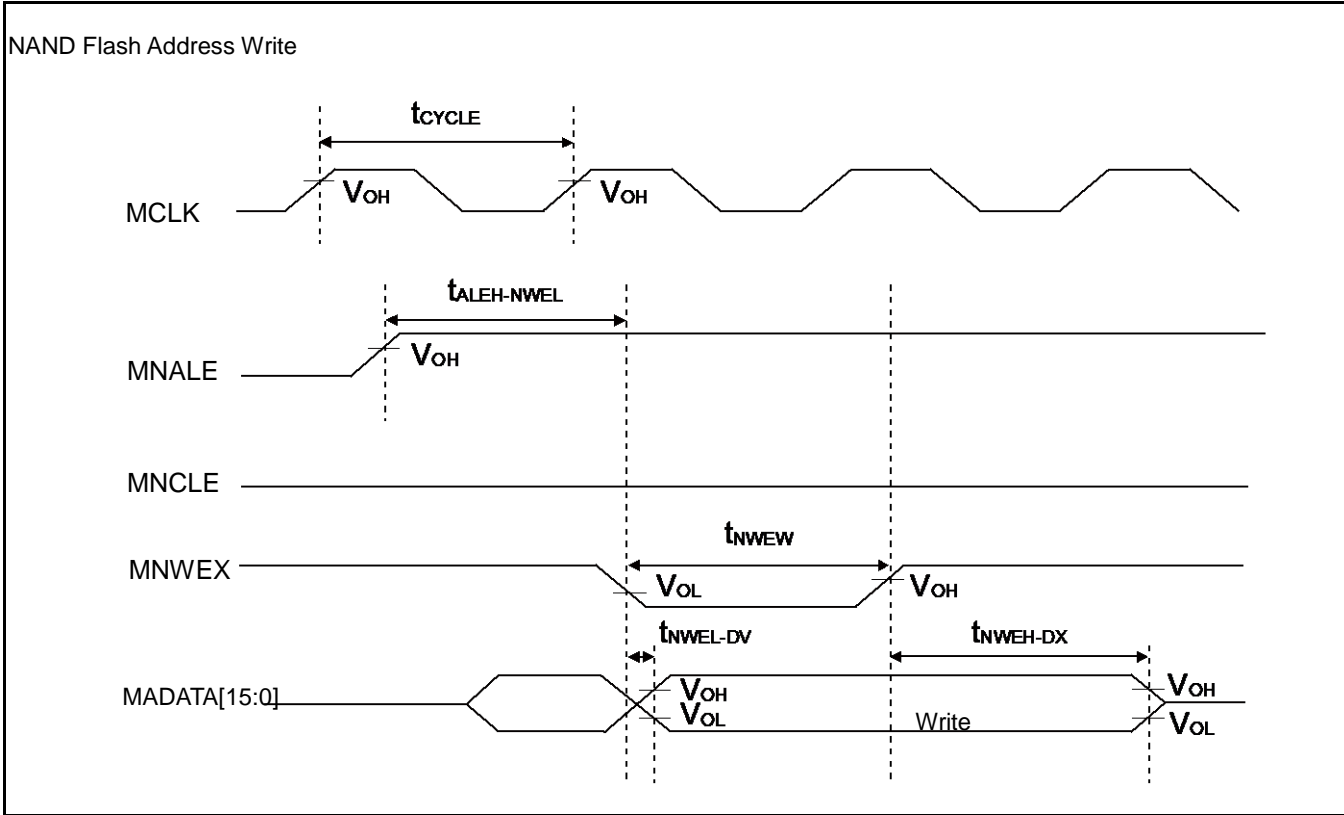 NAND Flash Address Write
tCYCLE
VOH
VOH
MCLK
tALEH-NWEL
VOH
MNALE
MNCLE
tNWEW
MNWEX
VOL
VOH
tNWEL-DV
tNWEH-DX
MADATA[15:0]
VOH
VOH
VOL
Write
VOL